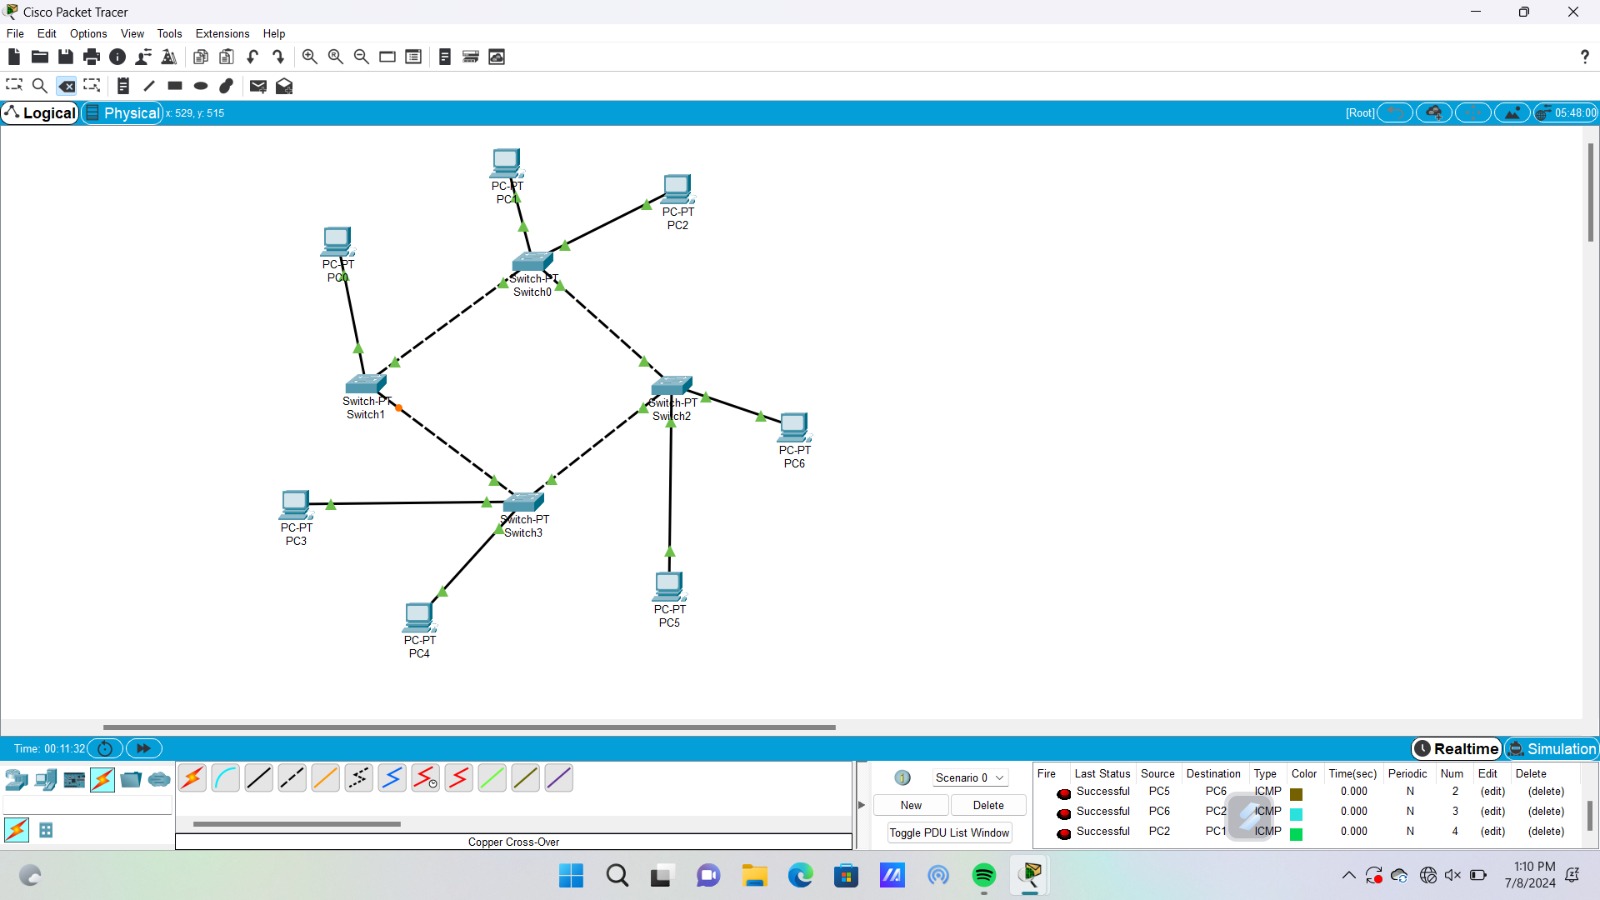 Cisco Packet Tracer
File Edit Options View Tools Extensions Help
?
Logical Physical x: 529, y: 515 [Root] 05:48:00
PC-PT
PC-PT
PC2
PC-PT
Switch-PT
Switch0
Switch-PT
Switch1
Switch-PT
Switch2
PC-PT
PC6
PC-PT
PC3
Switch-PT
Switch3
PC-PT
PC5
PC-PT
PC4
Time: 00:11:32 Realtime Simulation
Scenario 0
New Delete
Toggle PDU List Window
Copper Cross-Over
Fire Last Status Source Destination Type Color Time(sec) Periodic Num Edit Delete
Successful PC5 PC6 ICMP 0.000 N 2 (edit) (delete)
Successful PC6 PC2 ICMP 0.000 N 3 (edit) (delete)
Successful PC2 PC1 ICMP 0.000 N 4 (edit) (delete)
1:10 PM
7/8/2024